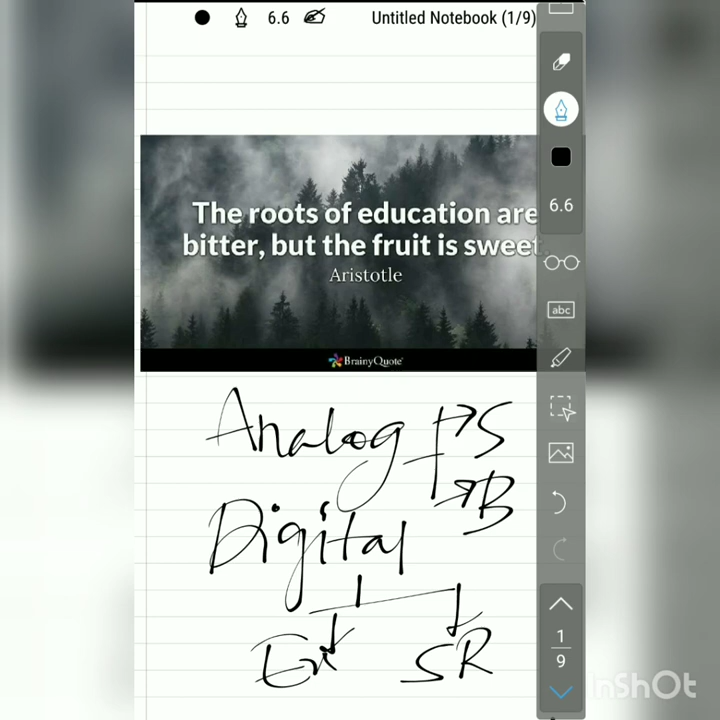 6.6 Untitled Notebook (1/9)
The roots of education are
bitter, but the fruit is sweet
Aristotle
BrainyQuote
6.6
abc
Analog → S
→ B
Digital
SR
1
9
InShOt